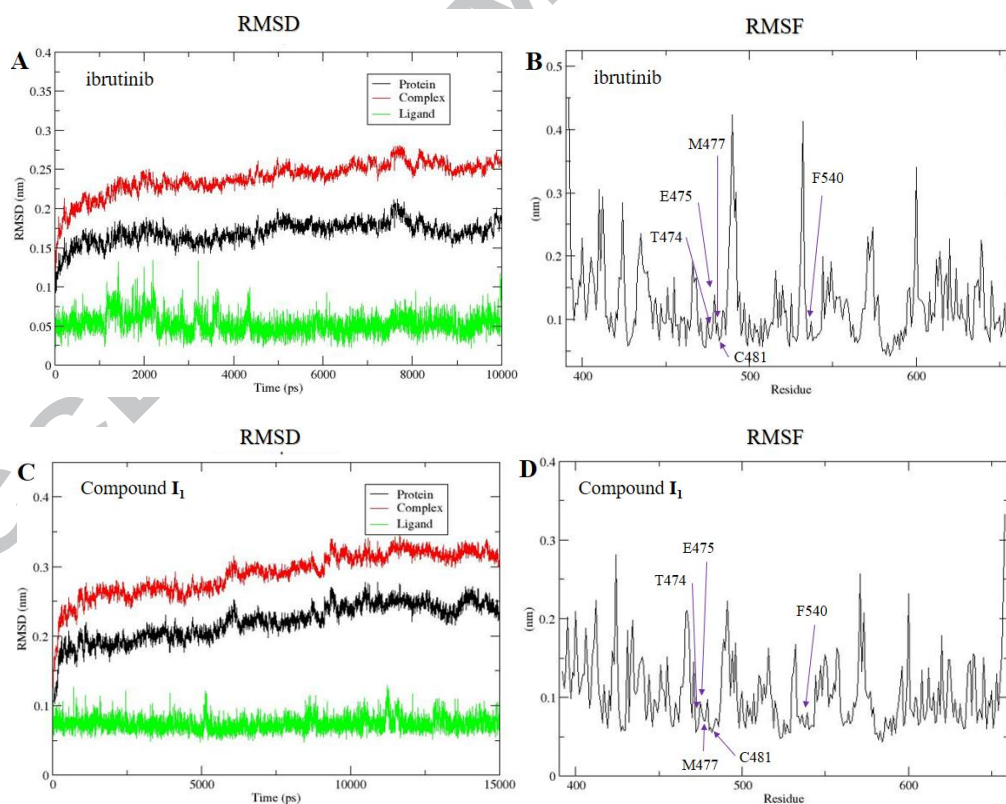 RMSD
A
ibrutinib
Protein
Complex
Ligand
0.4
0.35
0.3
0.25
0.2
0.15
0.1
0.05
0
RMSD (nm)
0 2000 4000 6000 8000 10000
Time (ps)
RMSF
B
ibrutinib
0.5
0.4
0.3
0.2
0.1
(nm)
M477
E475
F540
T474
C481
400 500 600
Residue
RMSD
C
Compound I₁
Protein
Complex
Ligand
0.4
0.3
0.2
0.1
0
RMSD (nm)
0 5000 10000 15000
Time (ps)
RMSF
D
Compound I₁
0.4
0.3
0.2
0.1
0
(nm)
E475
T474
F540
C481
M477
400 500 600
Residue